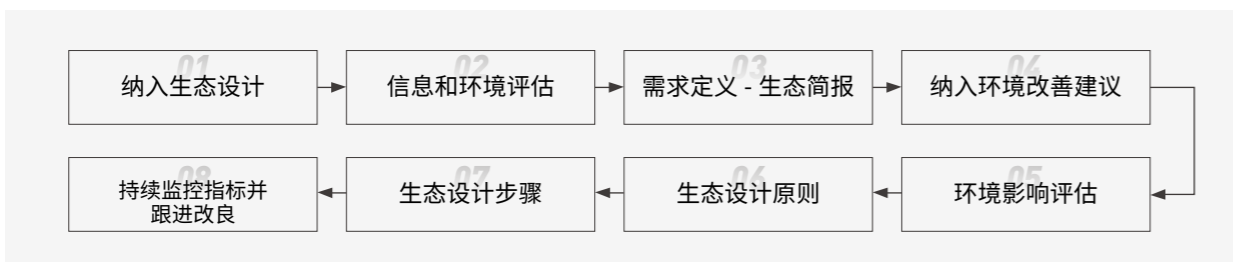 01
纳入生态设计
02
信息和环境评估
03
需求定义 - 生态简报
04
纳入环境改善建议
05
环境影响评估
06
生态设计原则
07
生态设计步骤
08
持续监控指标并
跟进改良